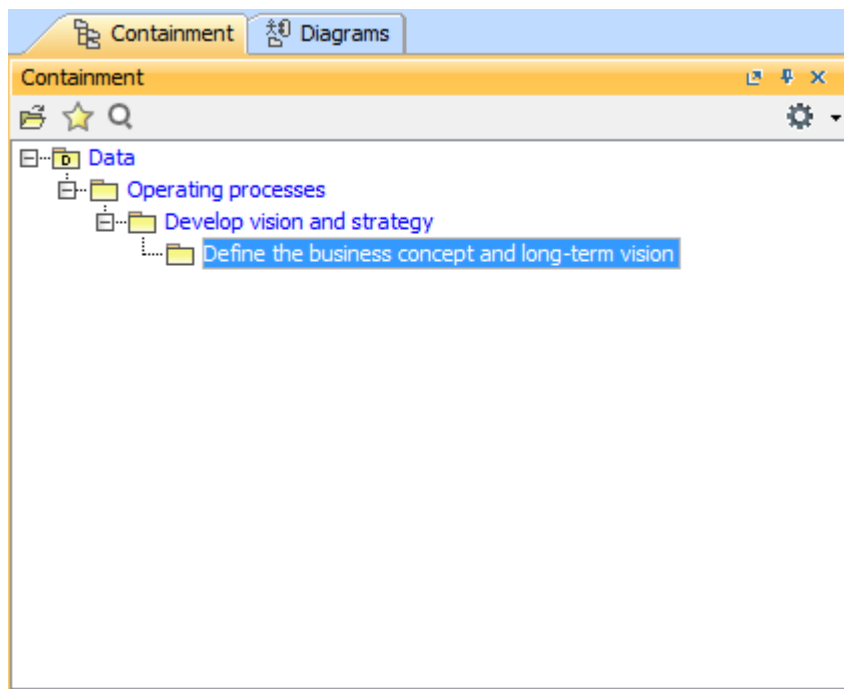 Containment Diagrams
Containment
D Data
Operating processes
Develop vision and strategy
Define the business concept and long-term vision